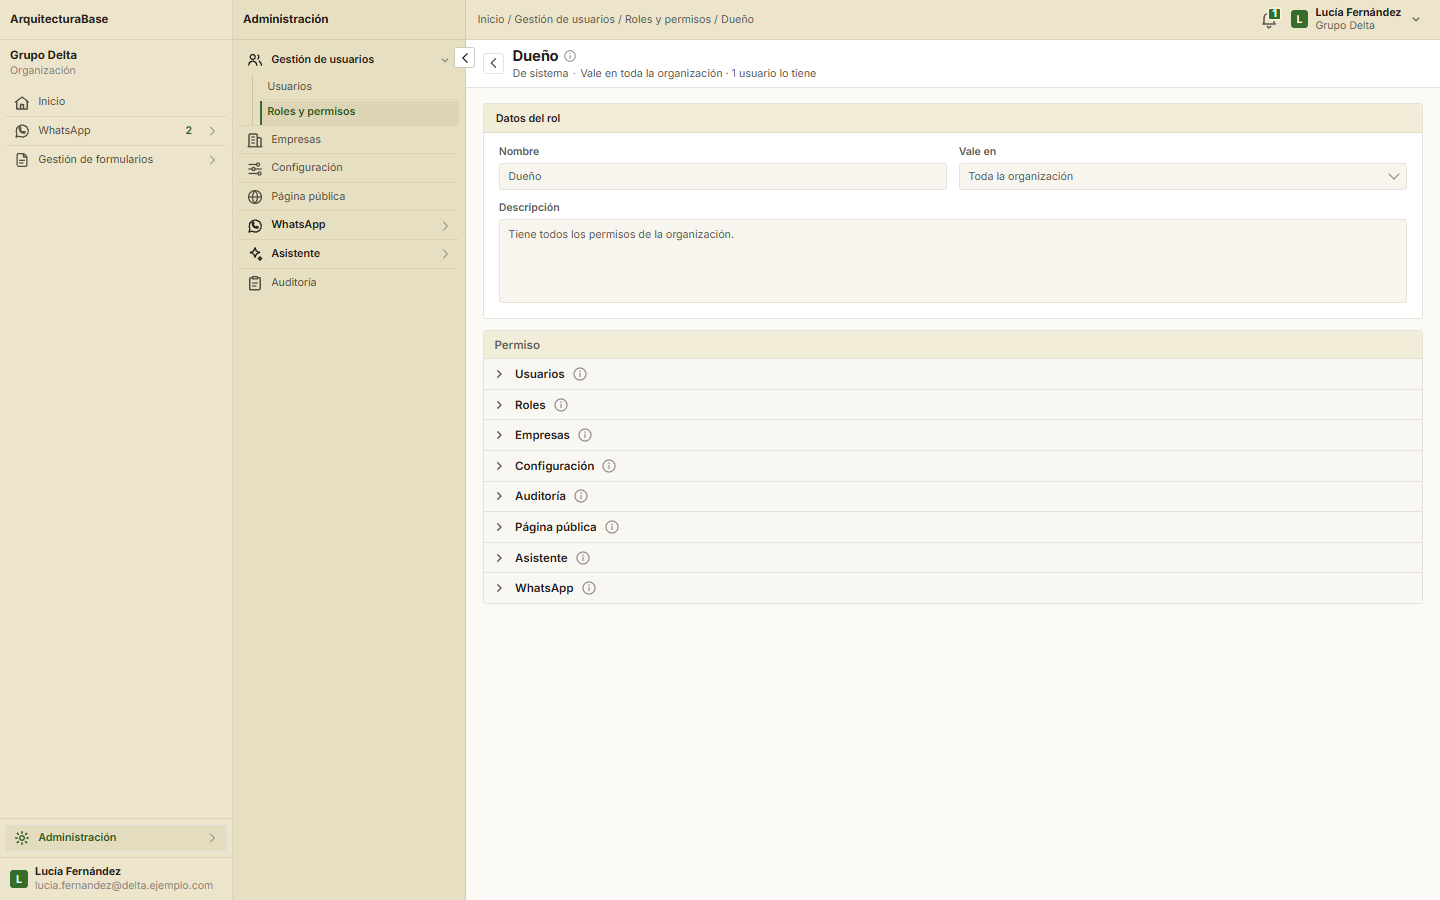 ArquitecturaBase
Grupo Delta
Organización
Inicio
WhatsApp 2
Gestión de formularios
Administración
Lucía Fernández
L
lucia.fernandez@delta.ejemplo.com
Administración
Gestión de usuarios
Usuarios
Roles y permisos
Empresas
Configuración
Página pública
WhatsApp
Asistente
Auditoría
Inicio / Gestión de usuarios / Roles y permisos / Dueño
1
L
Lucía Fernández
Grupo Delta
Dueño
De sistema · Vale en toda la organización · 1 usuario lo tiene
Datos del rol
Nombre
Dueño
Vale en
Toda la organización
Descripción
Tiene todos los permisos de la organización.
Permiso
Usuarios
Roles
Empresas
Configuración
Auditoría
Página pública
Asistente
WhatsApp